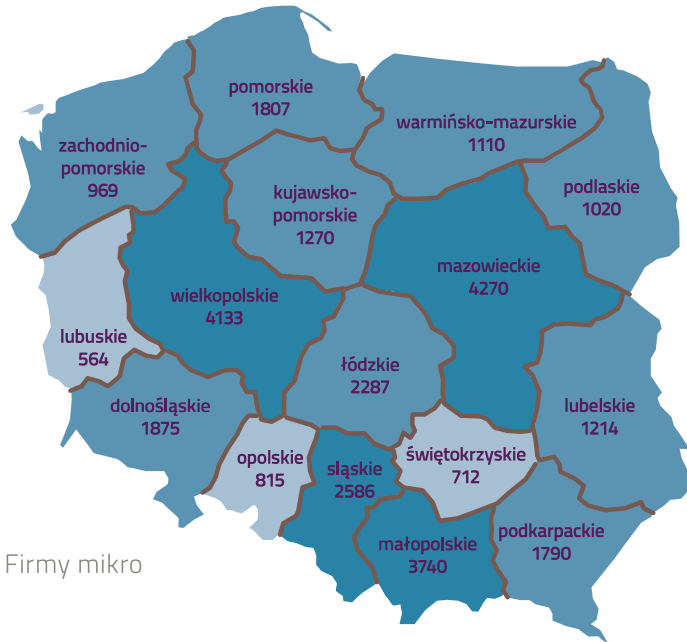 pomorskie
1807
warmińsko-mazurskie
1110
zachodnio-
pomorskie
969
kujawsko-
pomorskie
1270
podlaskie
1020
mazowieckie
4270
wielkopolskie
4133
lubuskie
564
łódzkie
2287
dolnośląskie
1875
lubelskie
1214
opolskie
815
sląskie
2586
świętokrzyskie
712
małopolskie
3740
podkarpackie
1790
Firmy mikro